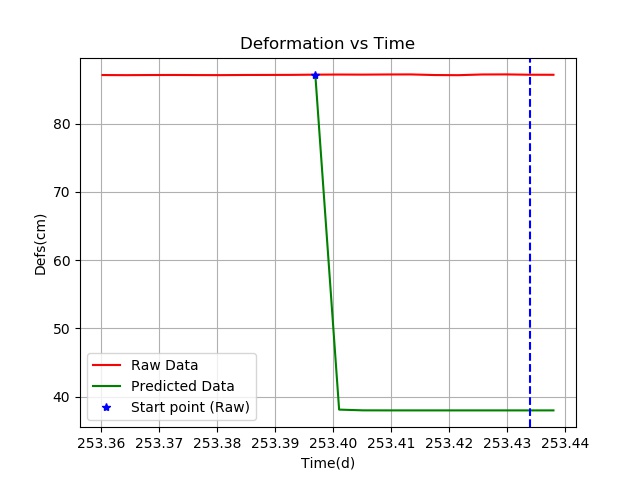 Deformation vs Time
Defs(cm)
80
70
60
50
40
Raw Data
Predicted Data
Start point (Raw)
253.36 253.37 253.38 253.39 253.40 253.41 253.42 253.43 253.44
Time(d)